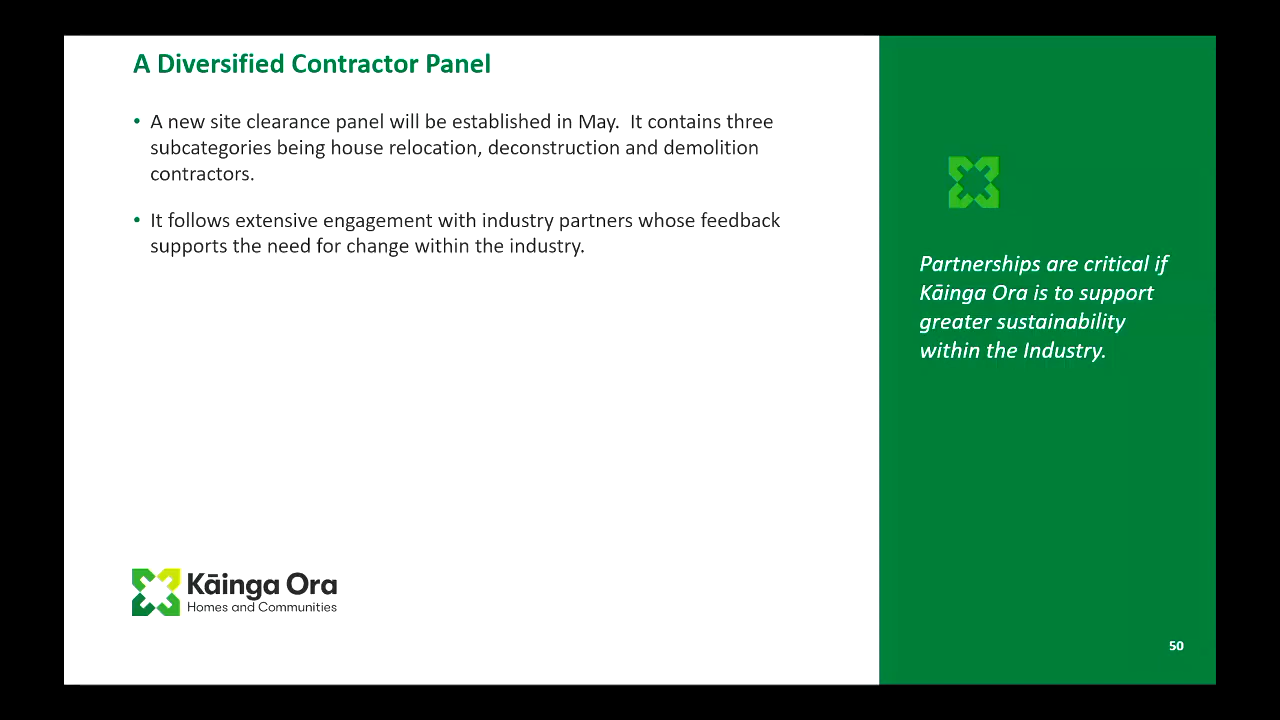 A Diversified Contractor Panel
• A new site clearance panel will be established in May.  It contains three
subcategories being house relocation, deconstruction and demolition
contractors.
• It follows extensive engagement with industry partners whose feedback
supports the need for change within the industry.
Partnerships are critical if
Kāinga Ora is to support
greater sustainability
within the Industry.
Kāinga Ora
Homes and Communities
50